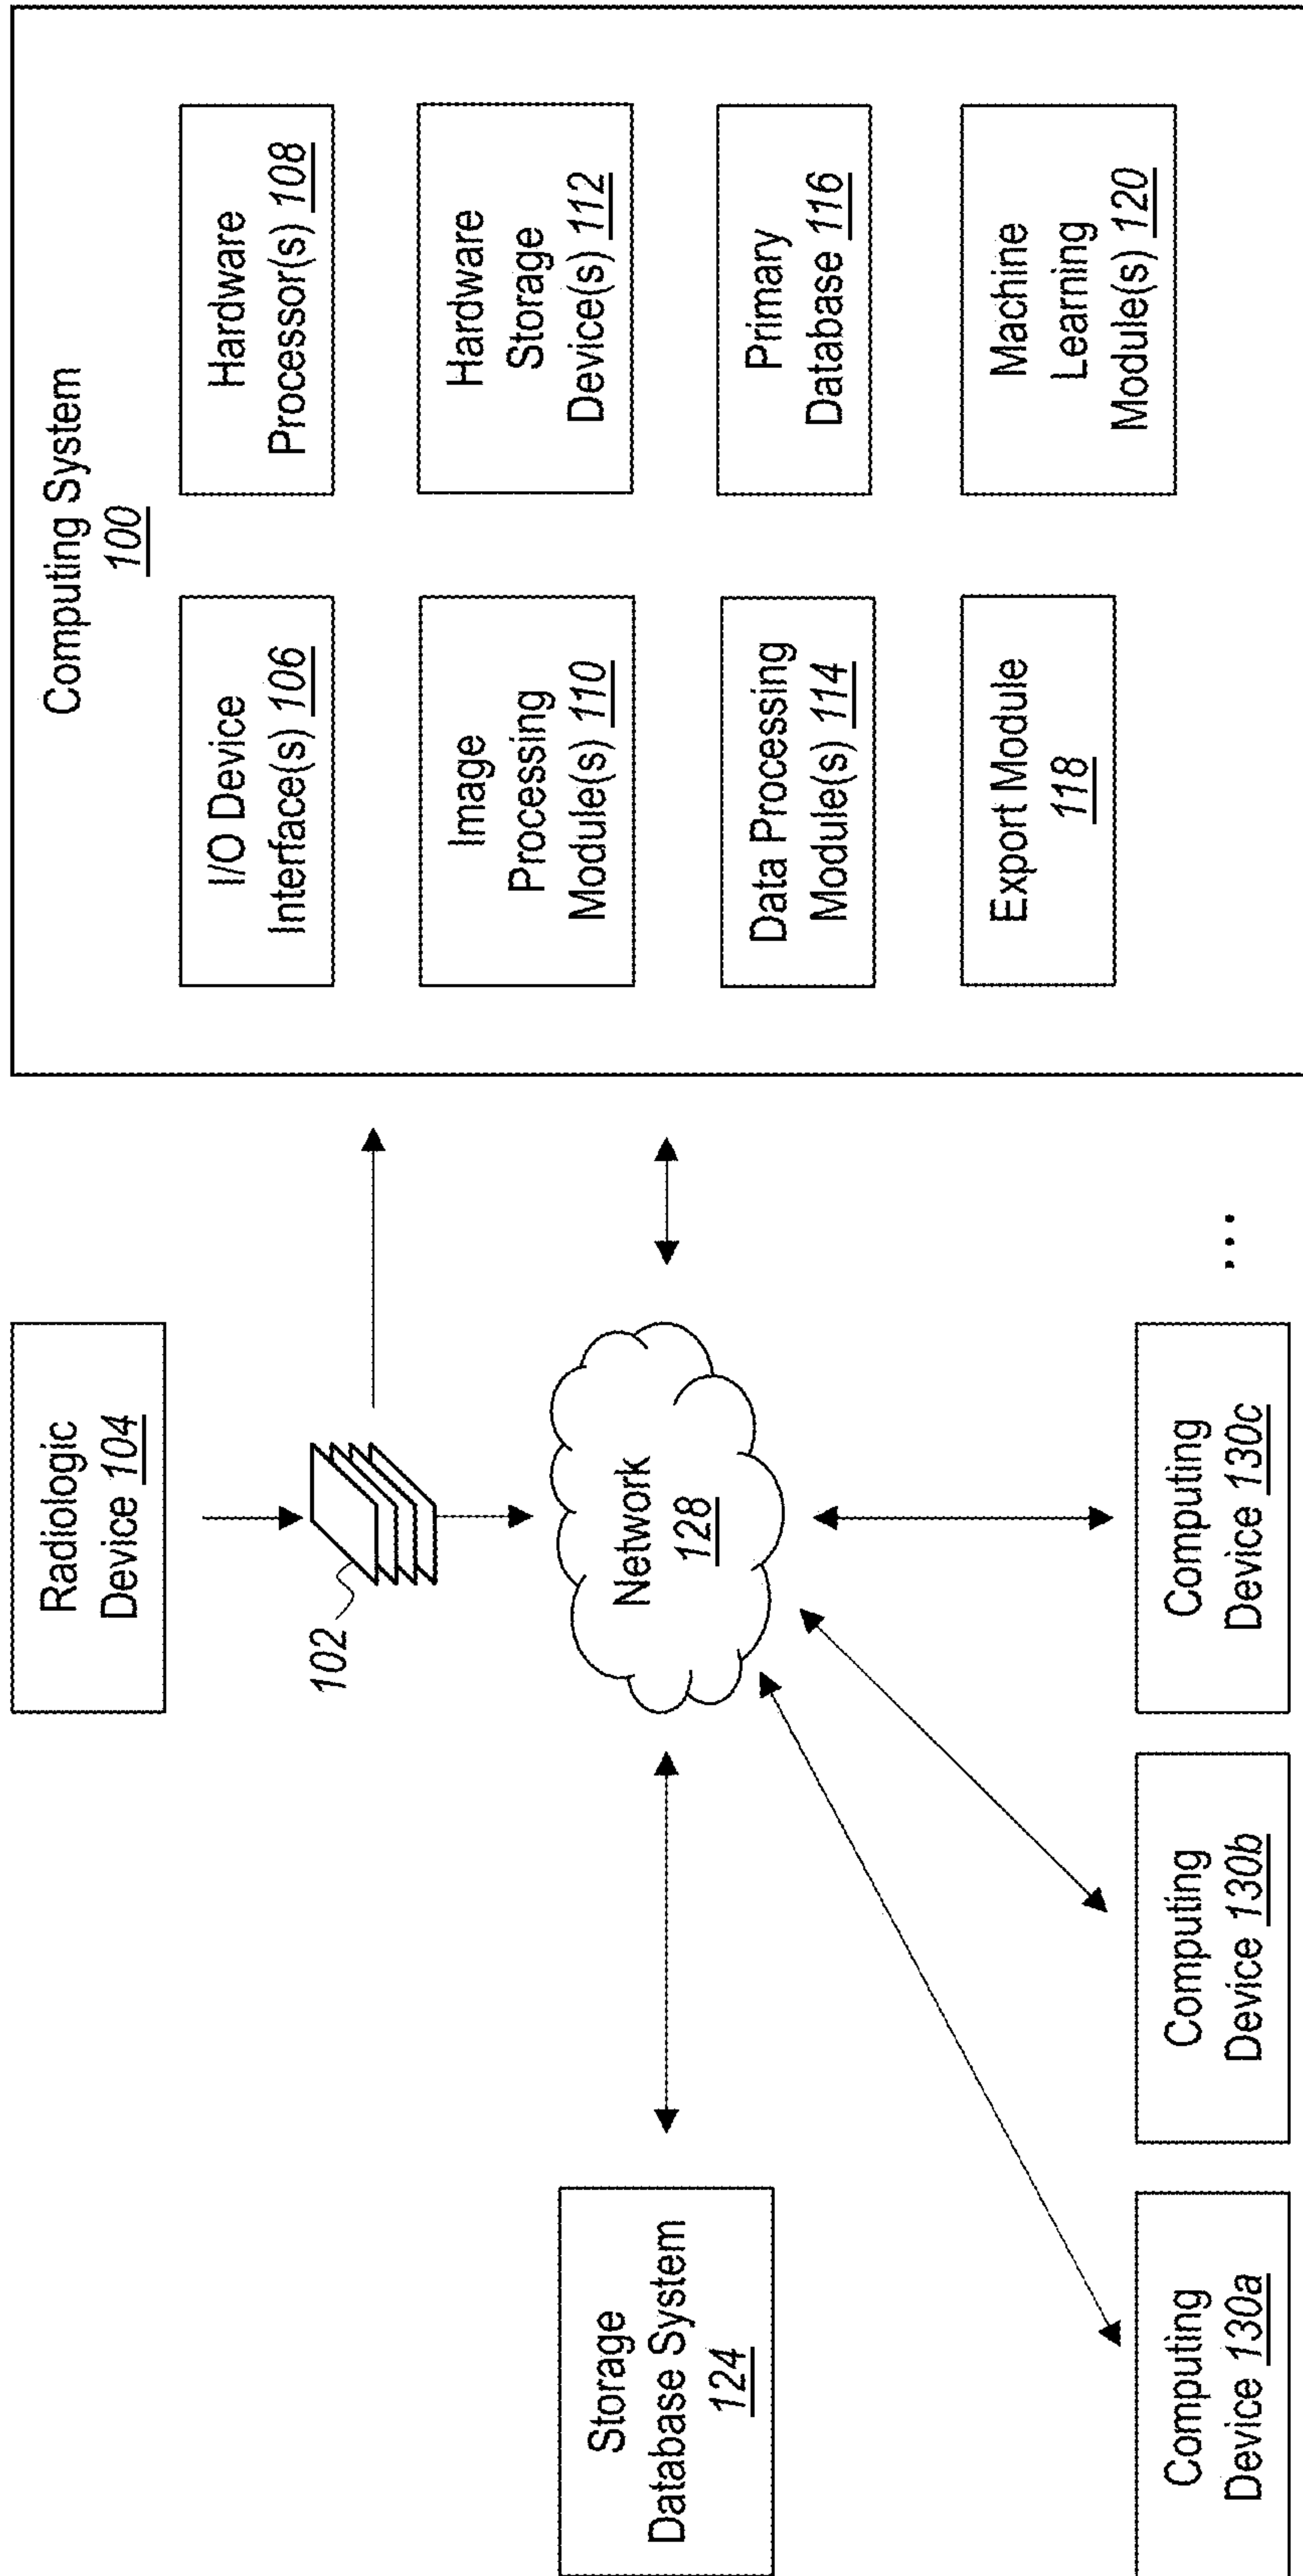 Radiologic
Device 104
102
Storage
Database System
124
Network
128
Computing
Device 130a
Computing
Device 130b
Computing
Device 130c
...
Computing System
100
I/O Device
Interface(s) 106
Hardware
Processor(s) 108
Image
Processing
Module(s) 110
Hardware
Storage
Device(s) 112
Data Processing
Module(s) 114
Primary
Database 116
Export Module
118
Machine
Learning
Module(s) 120